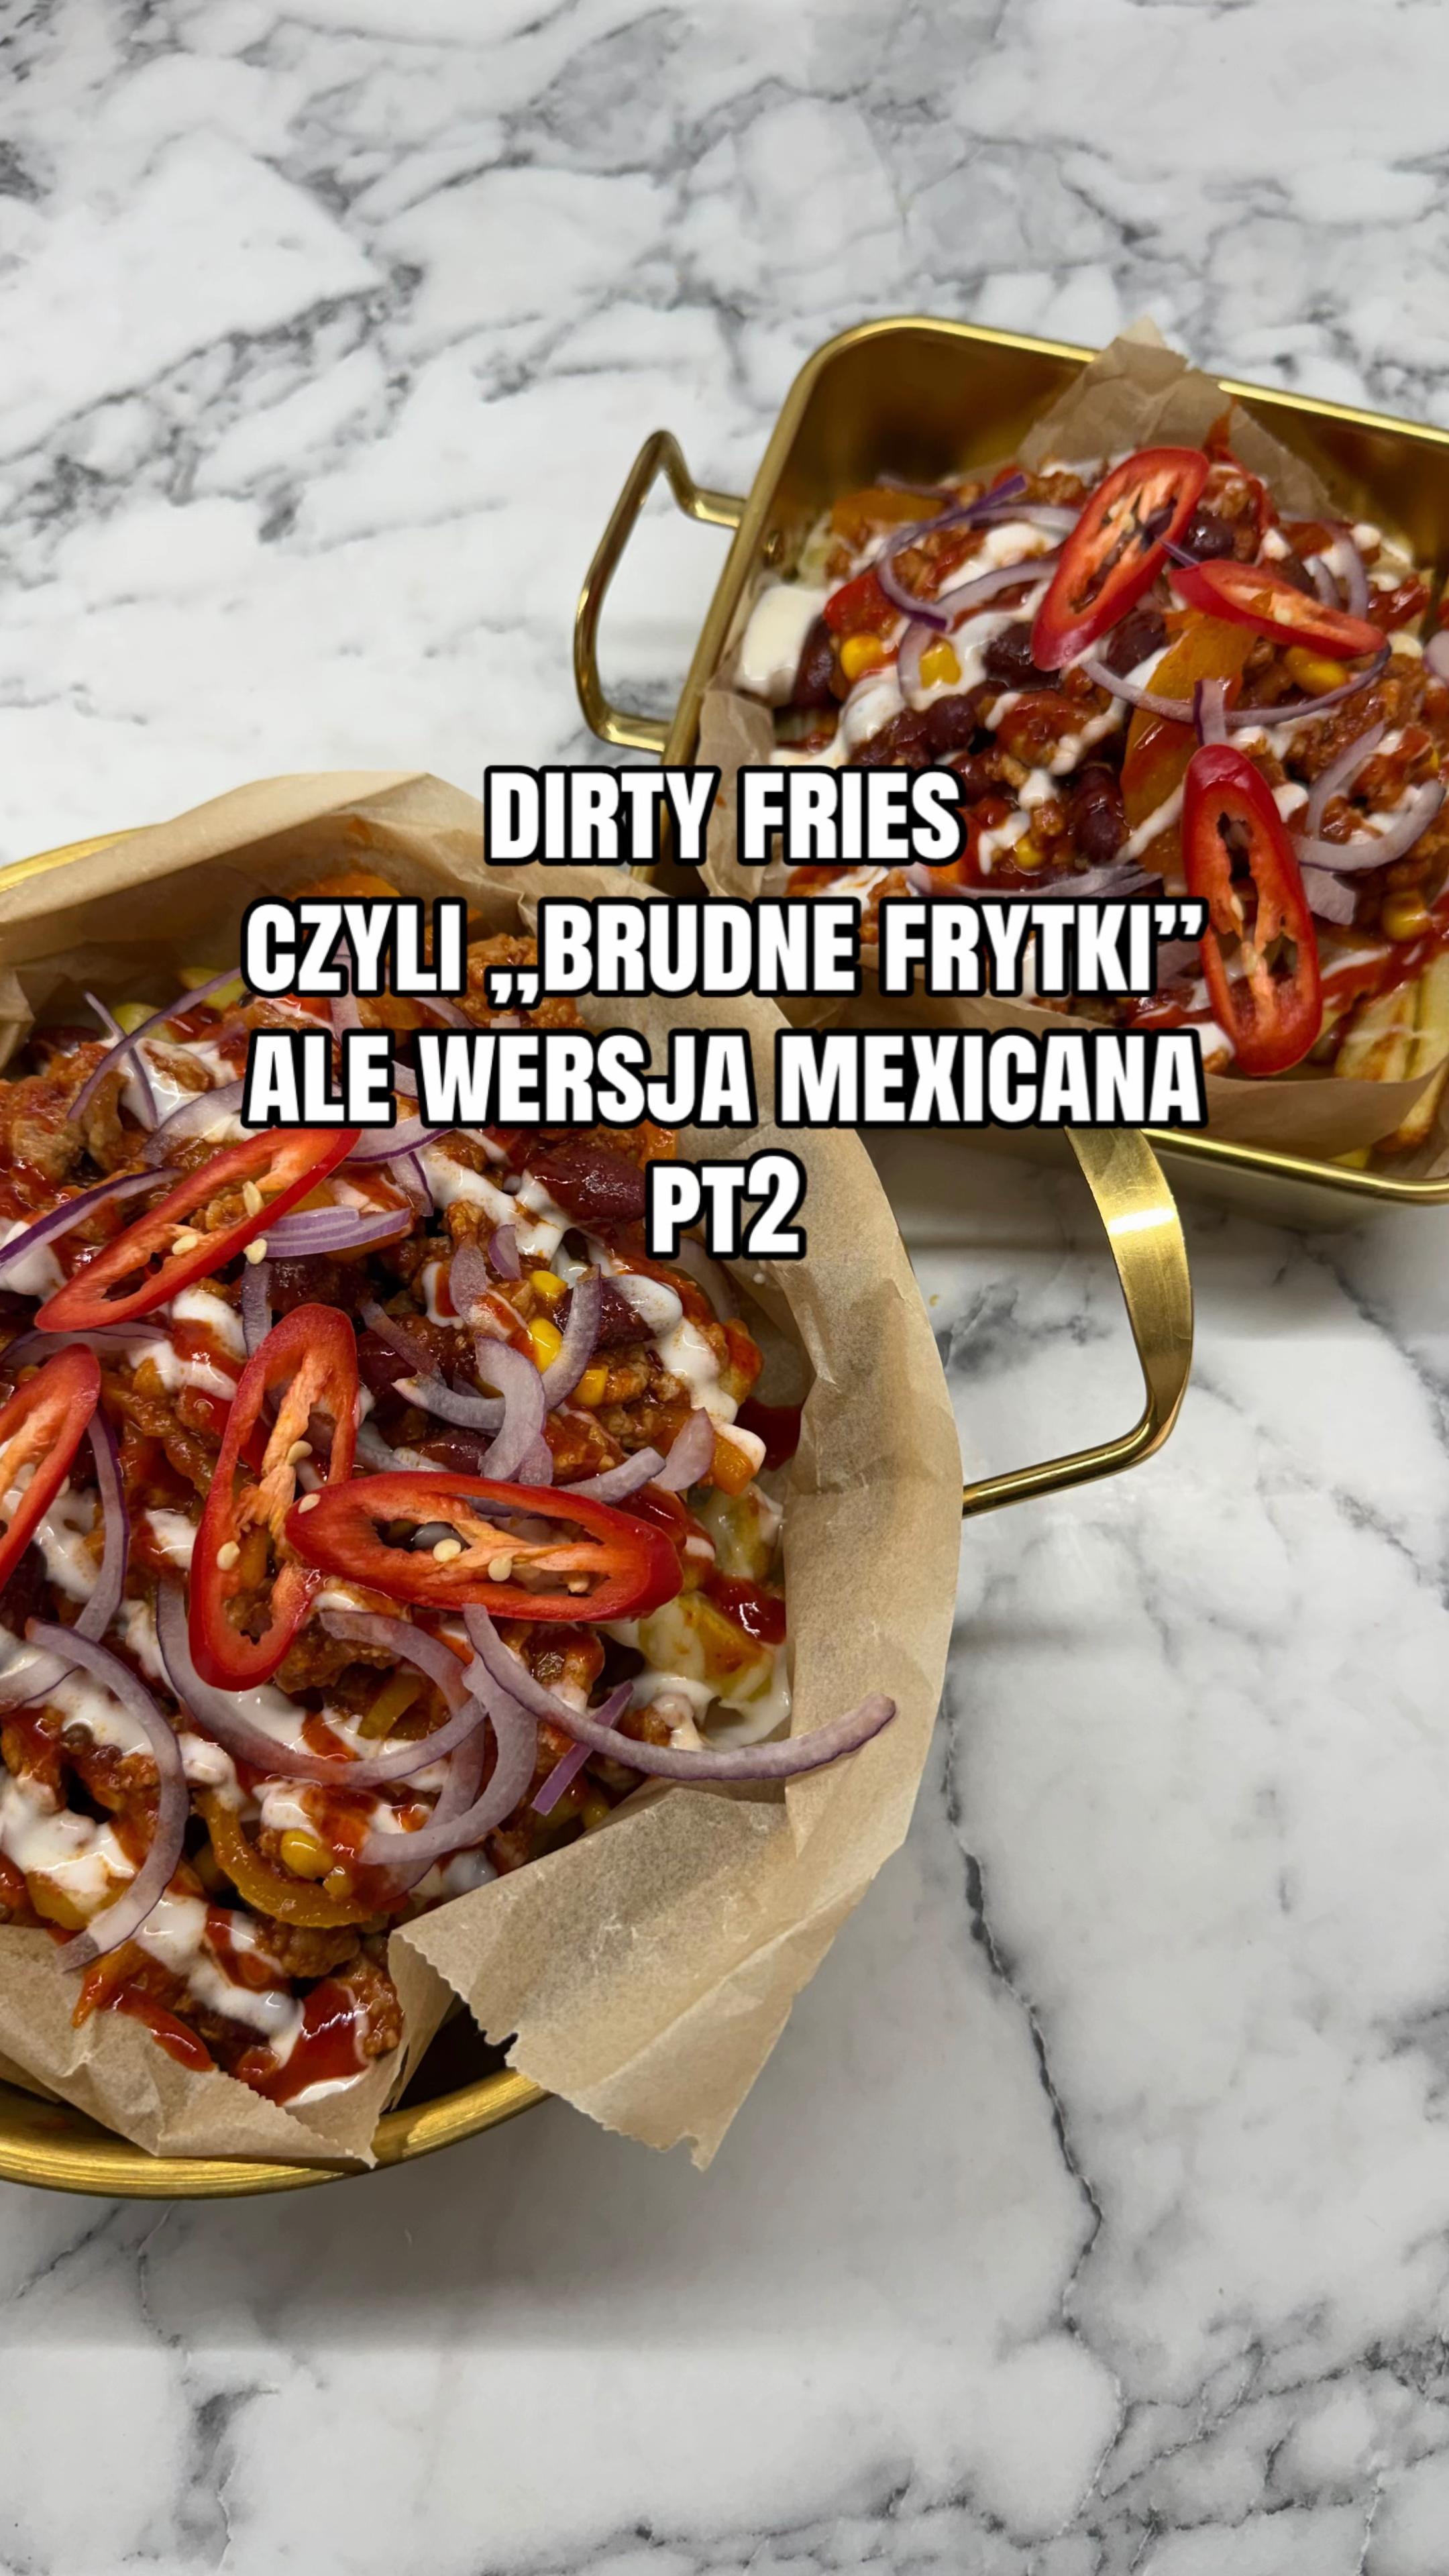 DIRTY FRIES
CZYLI „BRUDNE FRYTKI”
ALE WERSJA MEXICANA
PT2